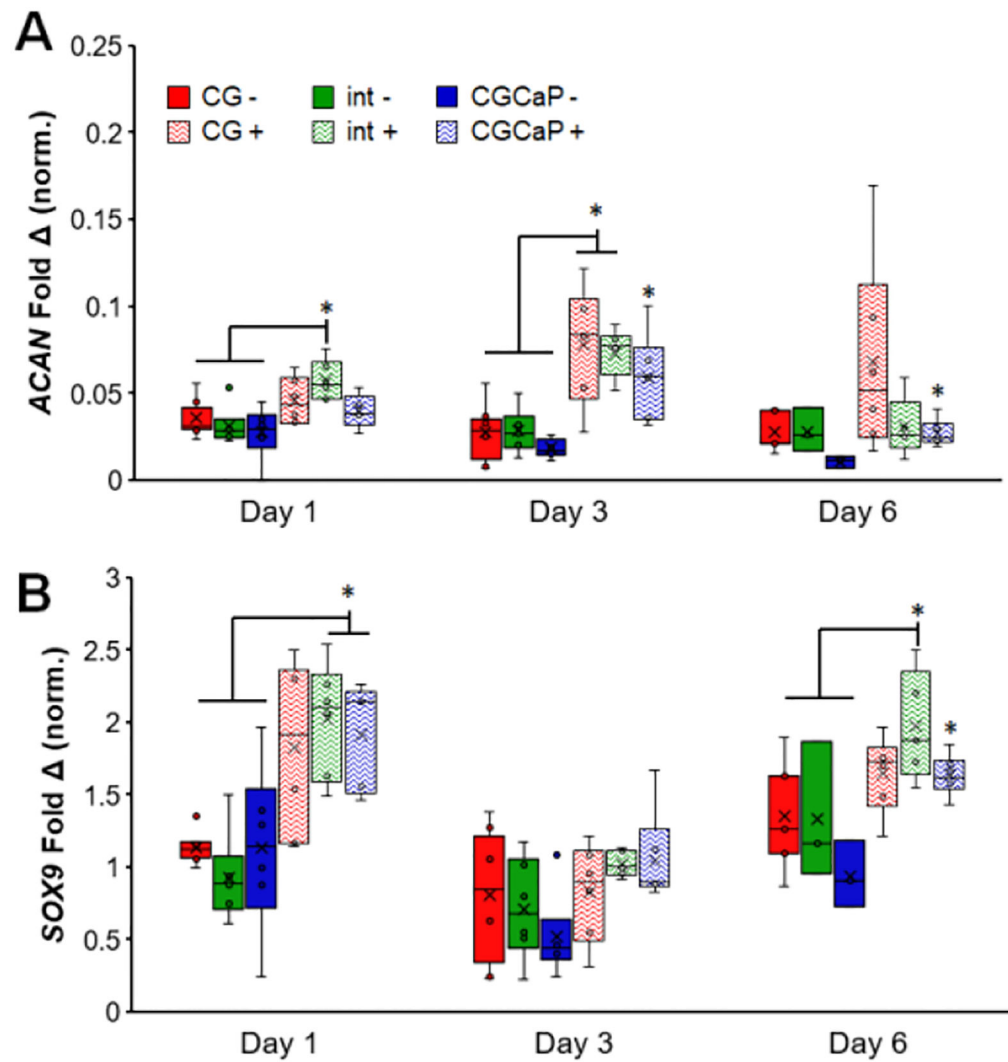 A
ACAN Fold Δ (norm.)
0.25
0.2
0.15
0.1
0.05
0
CG - int - CGCaP -
CG + int + CGCaP +
*
*
*
*
Day 1 Day 3 Day 6
B
SOX9 Fold Δ (norm.)
3
2.5
2
1.5
1
0.5
0
*
*
*
Day 1 Day 3 Day 6